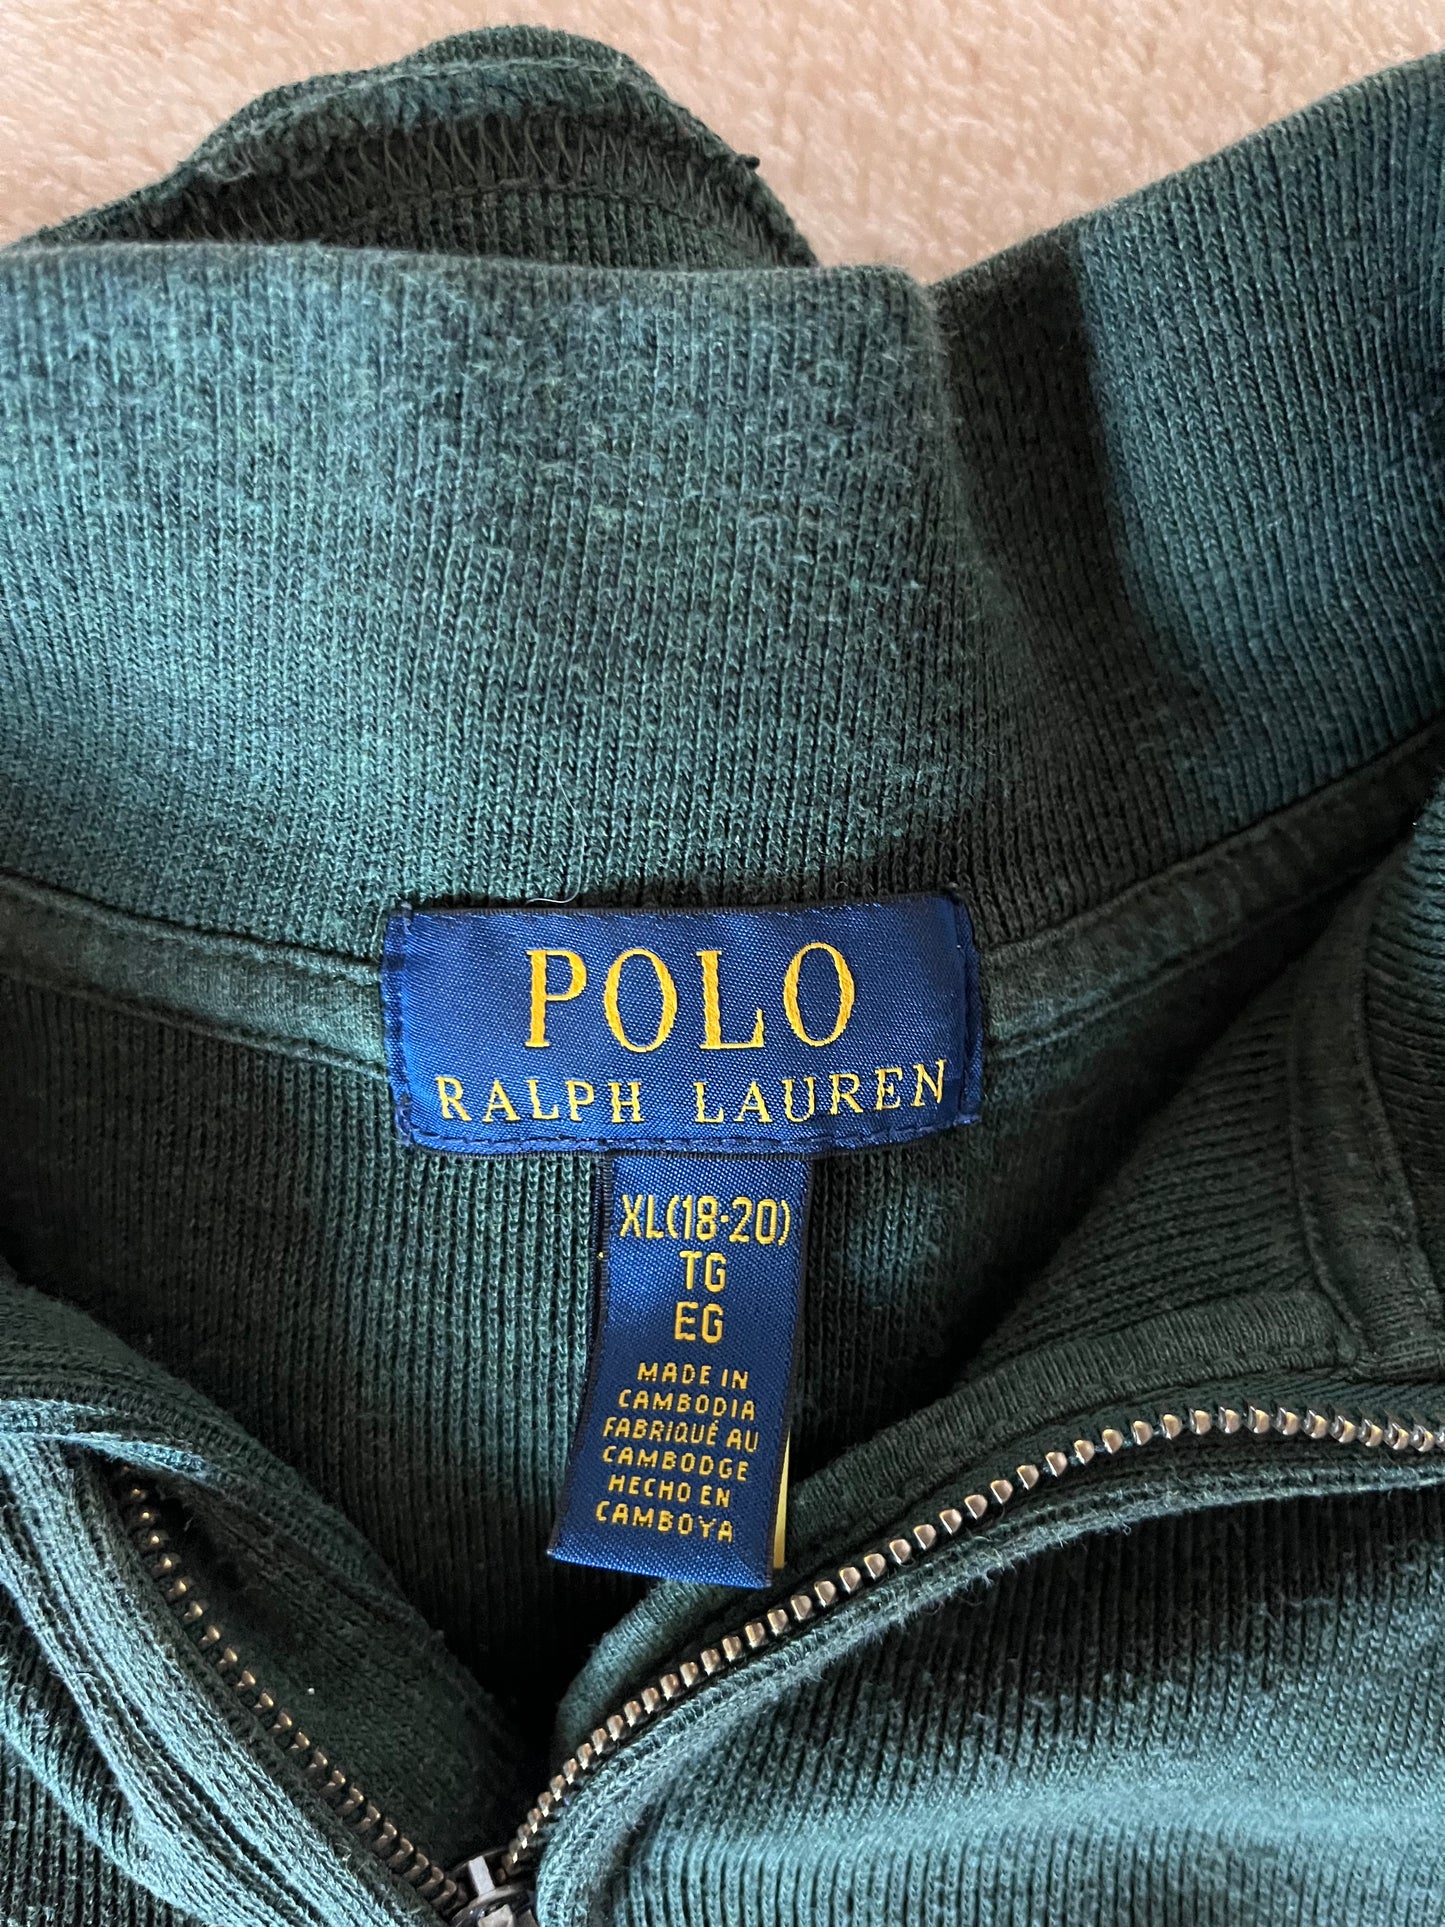 POLO
RALPH LAUREN
XL(18-20)
TG
EG
MADE IN
CAMBODIA
FABRIQUÉ AU
CAMBODGE
HECHO EN
CAMBOYA